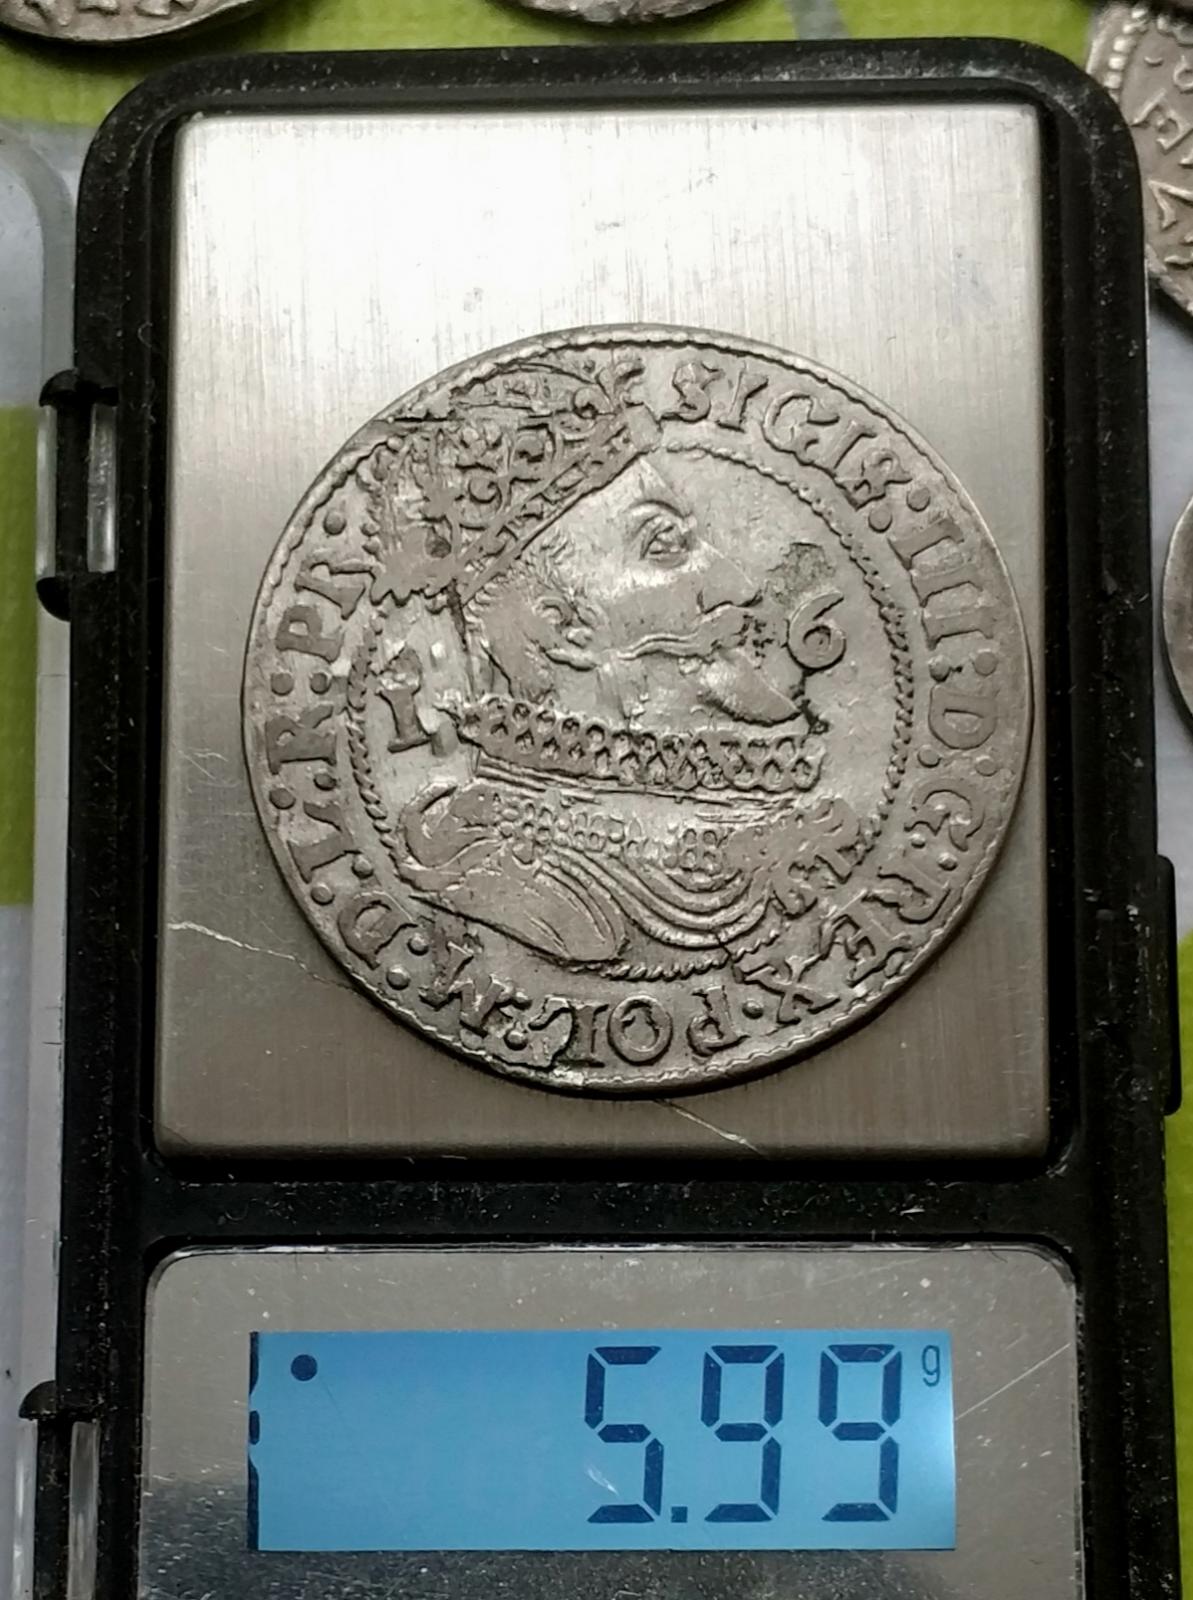 SIGIS : III : D : G : REX · POL : M · D · L · R : PR ·
1 6
5.99 g